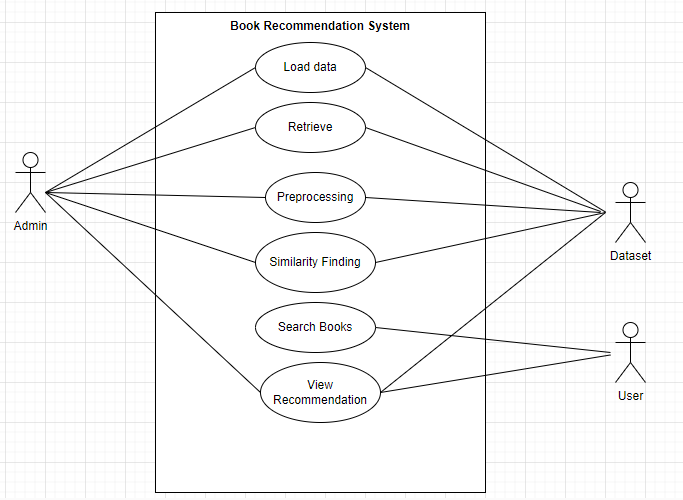 Book Recommendation System
Load data
Retrieve
Preprocessing
Similarity Finding
Search Books
View
Recommendation
Admin
Dataset
User